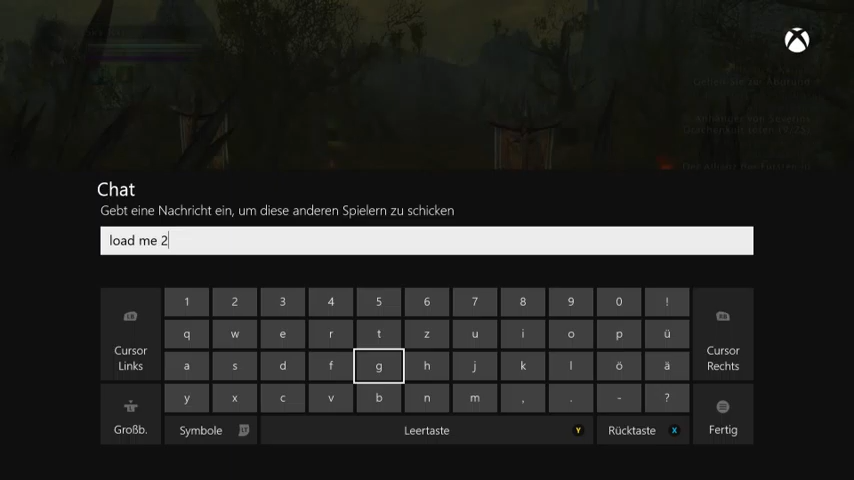 Chat
Gebt eine Nachricht ein, um diese anderen Spielern zu schicken
load me 2
1 2 3 4 5 6 7 8 9 0 !
q w e r t z u i o p ü
a s d f g h j k l ö ä
y x c v b n m , . - ?
Cursor
Links
Cursor
Rechts
Großb.
Symbole
Leertaste
Y
Rücktaste
X
Fertig